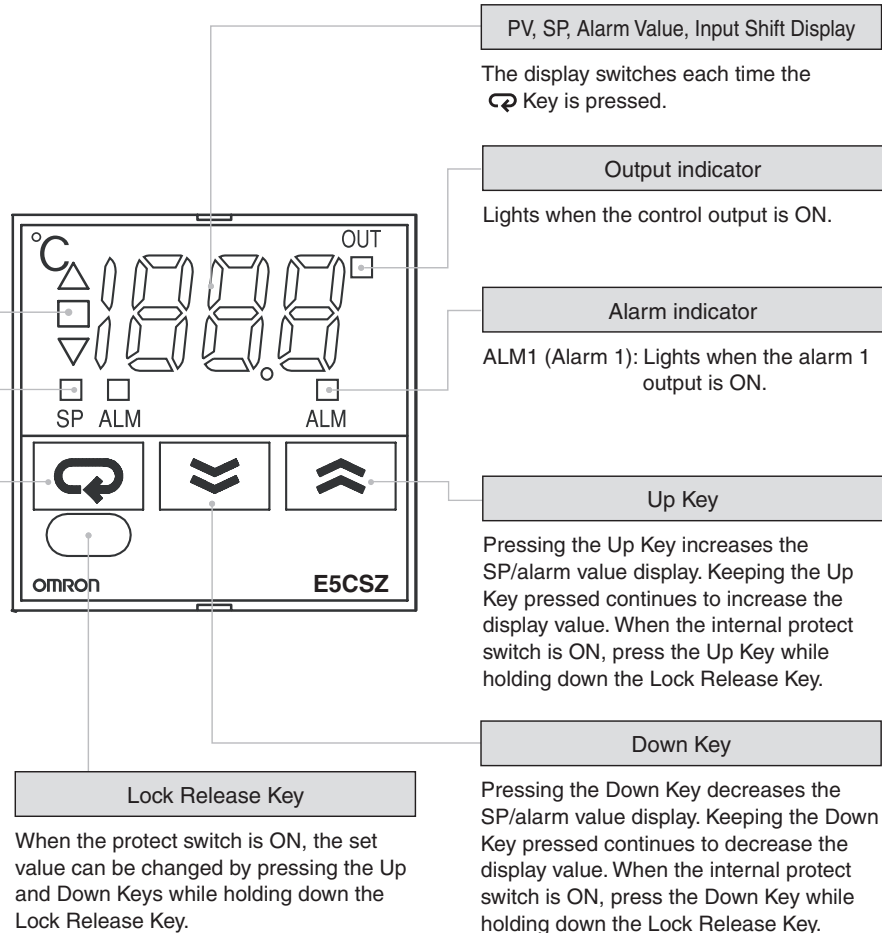 PV, SP, Alarm Value, Input Shift Display
The display switches each time the
Key is pressed.
Output indicator
Lights when the control output is ON.
Alarm indicator
ALM1 (Alarm 1): Lights when the alarm 1
output is ON.
°C
1888
OUT
SP ALM
ALM
OMRON
E5CSZ
Up Key
Pressing the Up Key increases the
SP/alarm value display. Keeping the Up
Key pressed continues to increase the
display value. When the internal protect
switch is ON, press the Up Key while
holding down the Lock Release Key.
Down Key
Pressing the Down Key decreases the
SP/alarm value display. Keeping the Down
Key pressed continues to decrease the
display value. When the internal protect
switch is ON, press the Down Key while
holding down the Lock Release Key.
Lock Release Key
When the protect switch is ON, the set
value can be changed by pressing the Up
and Down Keys while holding down the
Lock Release Key.